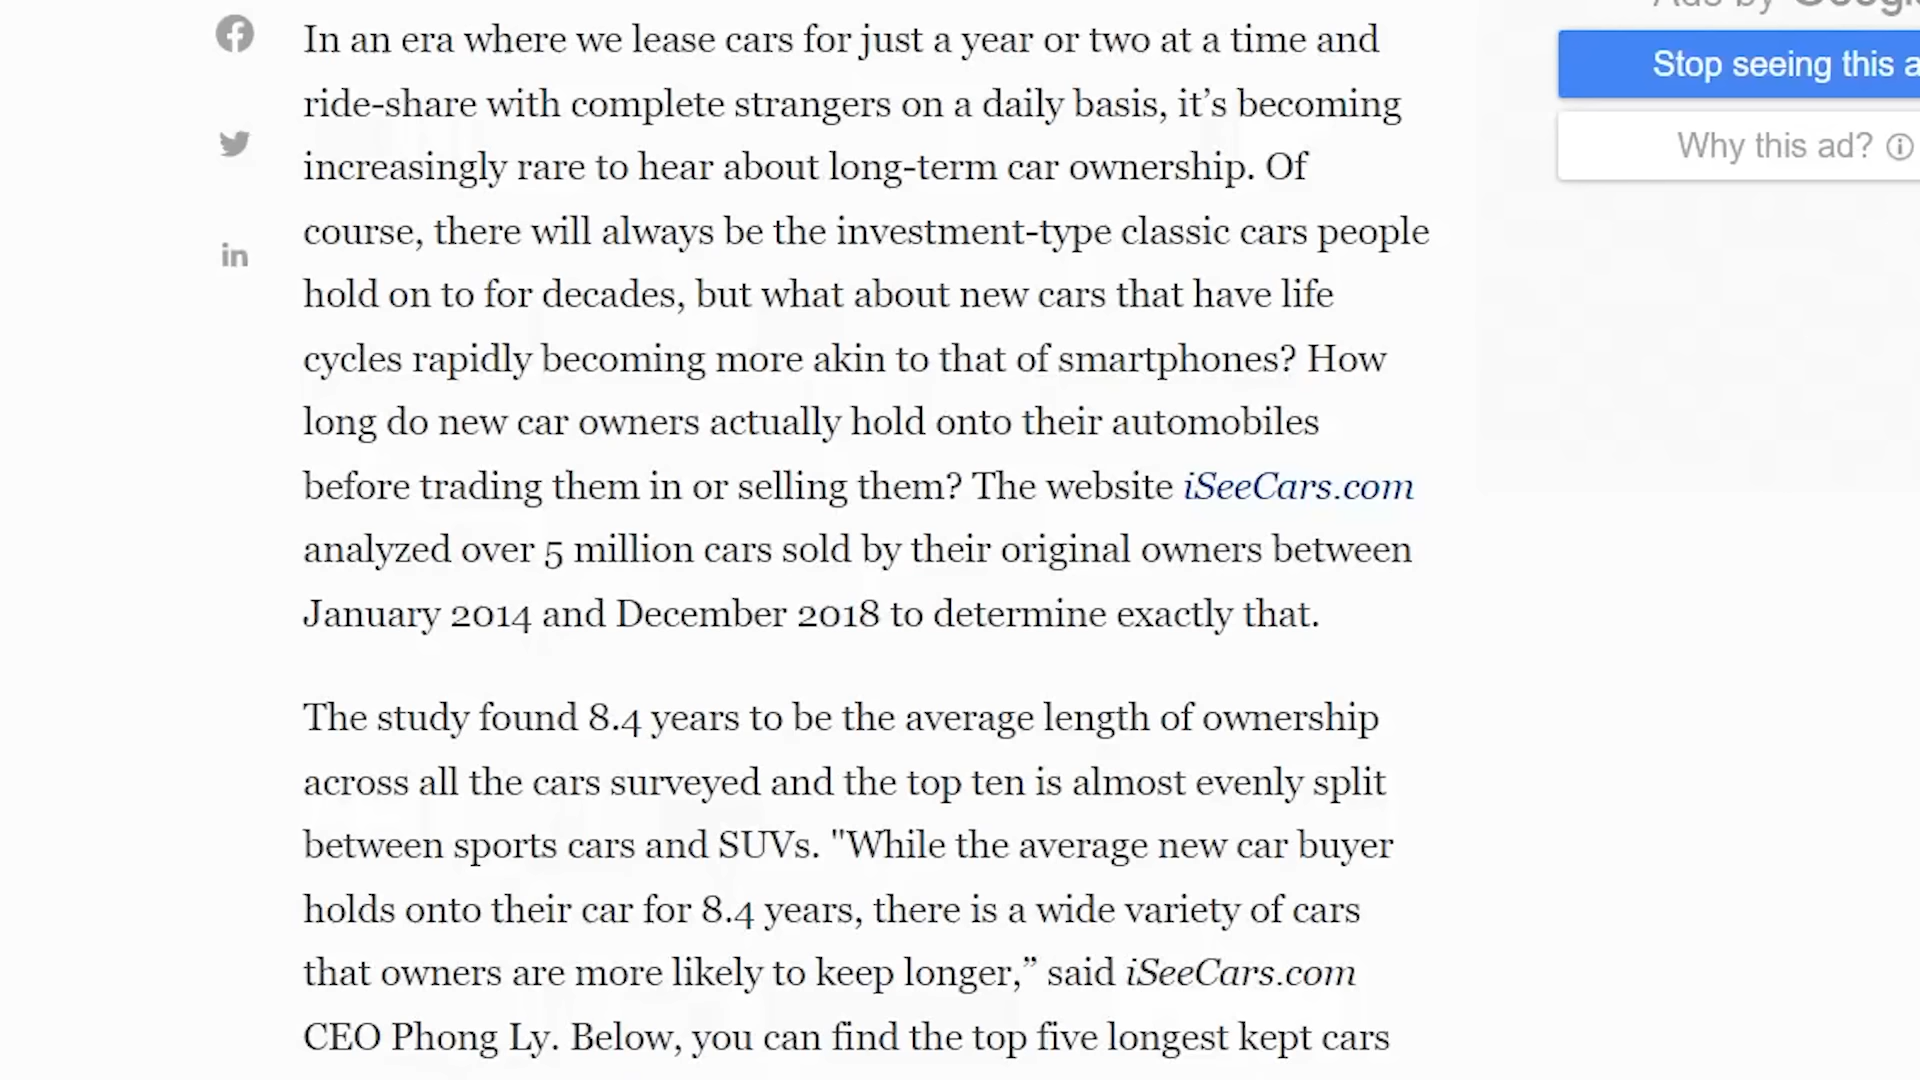 In an era where we lease cars for just a year or two at a time and
ride-share with complete strangers on a daily basis, it’s becoming
increasingly rare to hear about long-term car ownership. Of
course, there will always be the investment-type classic cars people
hold on to for decades, but what about new cars that have life
cycles rapidly becoming more akin to that of smartphones? How
long do new car owners actually hold onto their automobiles
before trading them in or selling them? The website iSeeCars.com
analyzed over 5 million cars sold by their original owners between
January 2014 and December 2018 to determine exactly that.
The study found 8.4 years to be the average length of ownership
across all the cars surveyed and the top ten is almost evenly split
between sports cars and SUVs. "While the average new car buyer
holds onto their car for 8.4 years, there is a wide variety of cars
that owners are more likely to keep longer,” said iSeeCars.com
CEO Phong Ly. Below, you can find the top five longest kept cars
in
Ads by Google
Stop seeing this a
Why this ad?